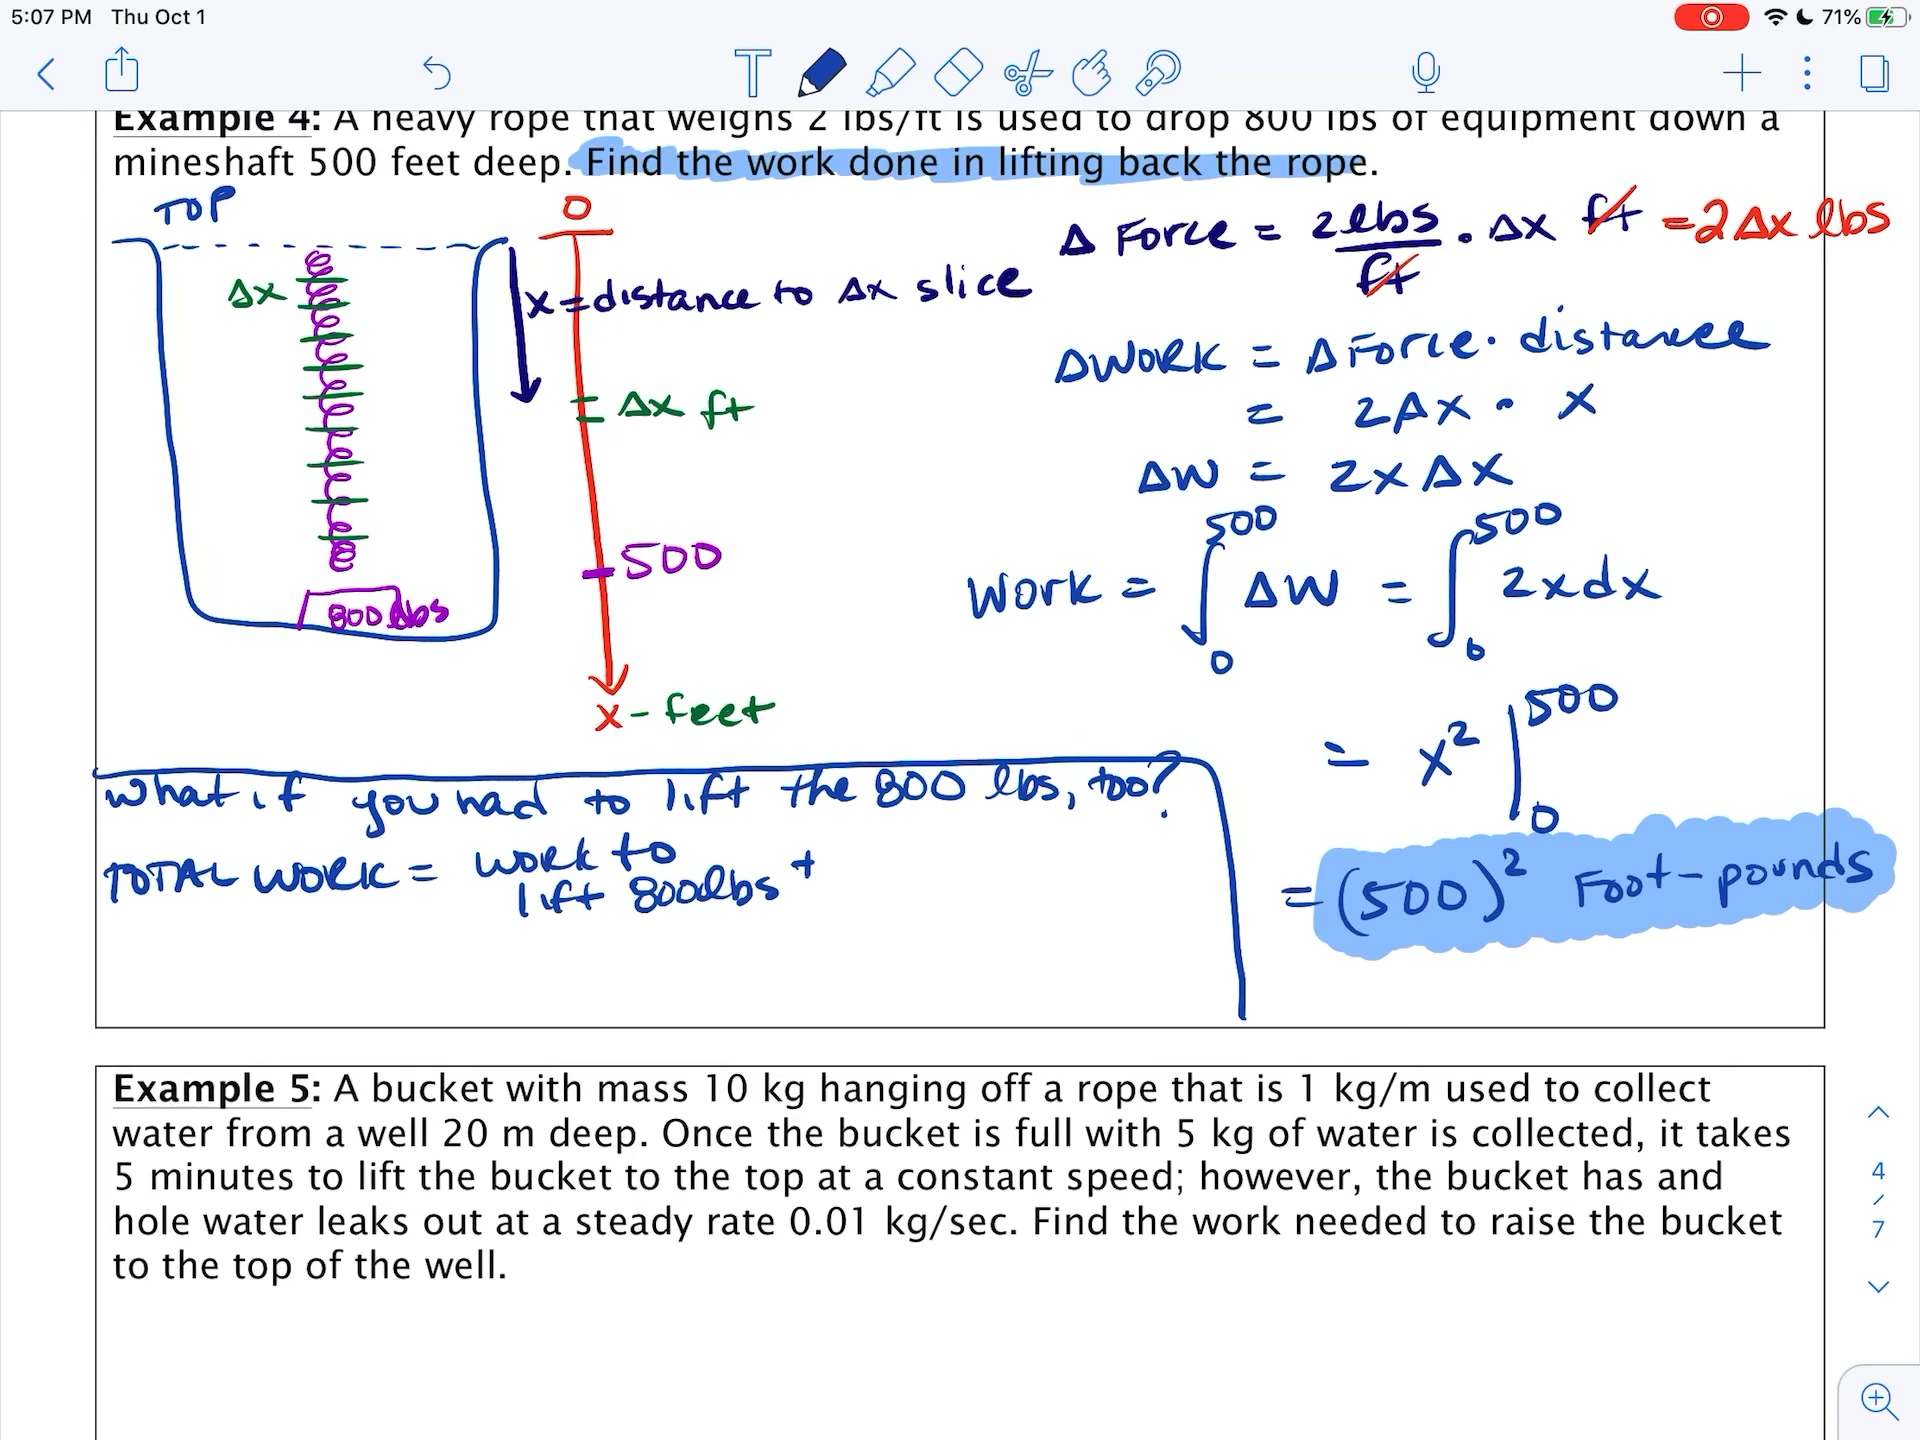 5:07 PM Thu Oct 1
71%
Example 4: A heavy rope that weighs 2 lbs/ft is used to drop 800 lbs of equipment down a
mineshaft 500 feet deep. Find the work done in lifting back the rope.
TOP
0
Δx
x = distance to Δx slice
Δx ft
500
800 lbs
x - feet
Δ Force = 2 lbs/ft · Δx ft = 2Δx lbs
ΔWORK = Δ Force · distance
= 2Δx · x
ΔW = 2x Δx
Work = ∫₀⁵⁰⁰ ΔW = ∫₀⁵⁰⁰ 2x dx
= x² |₀⁵⁰⁰
= (500)² Foot-pounds
What if you had to lift the 800 lbs, too?
TOTAL WORK = work to
lift 800lbs +
Example 5: A bucket with mass 10 kg hanging off a rope that is 1 kg/m used to collect
water from a well 20 m deep. Once the bucket is full with 5 kg of water is collected, it takes
5 minutes to lift the bucket to the top at a constant speed; however, the bucket has and
hole water leaks out at a steady rate 0.01 kg/sec. Find the work needed to raise the bucket
to the top of the well.
4
/
7